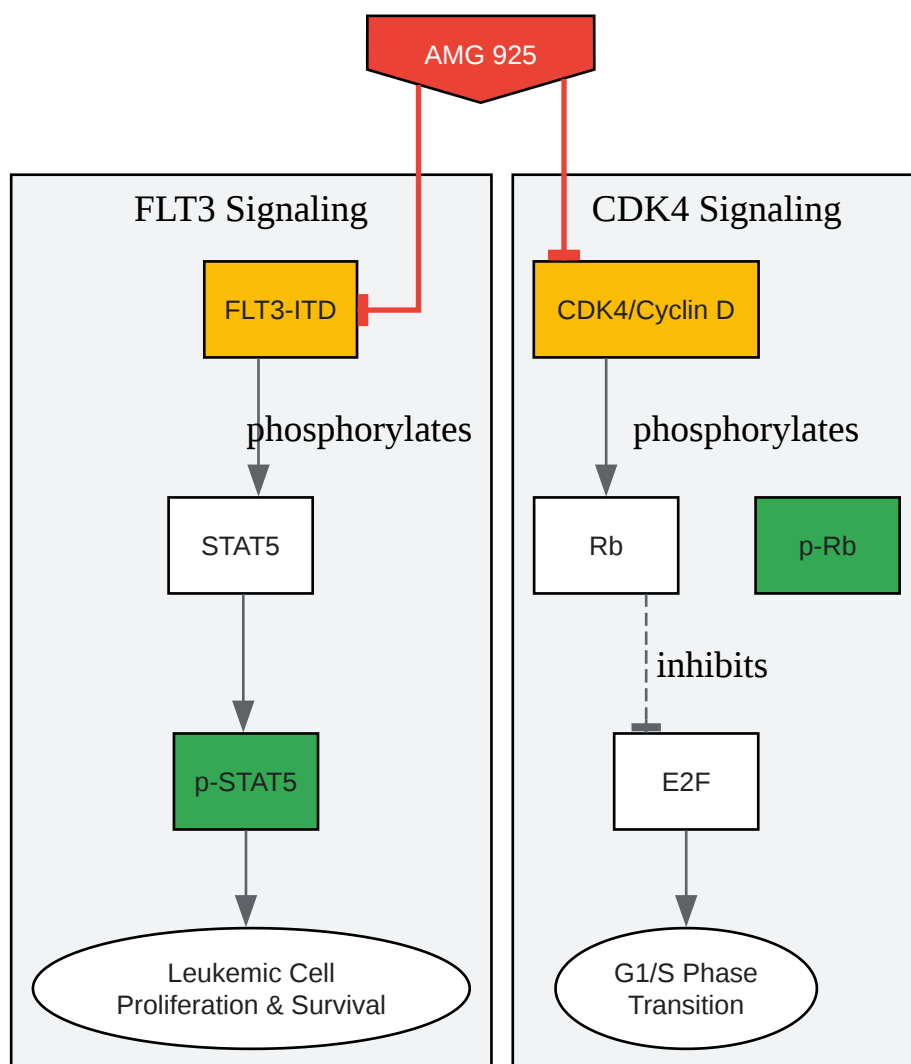 AMG 925
FLT3 Signaling
CDK4 Signaling
FLT3-ITD
CDK4/Cyclin D
phosphorylates
phosphorylates
STAT5
Rb
p-Rb
inhibits
p-STAT5
E2F
Leukemic Cell
Proliferation & Survival
G1/S Phase
Transition